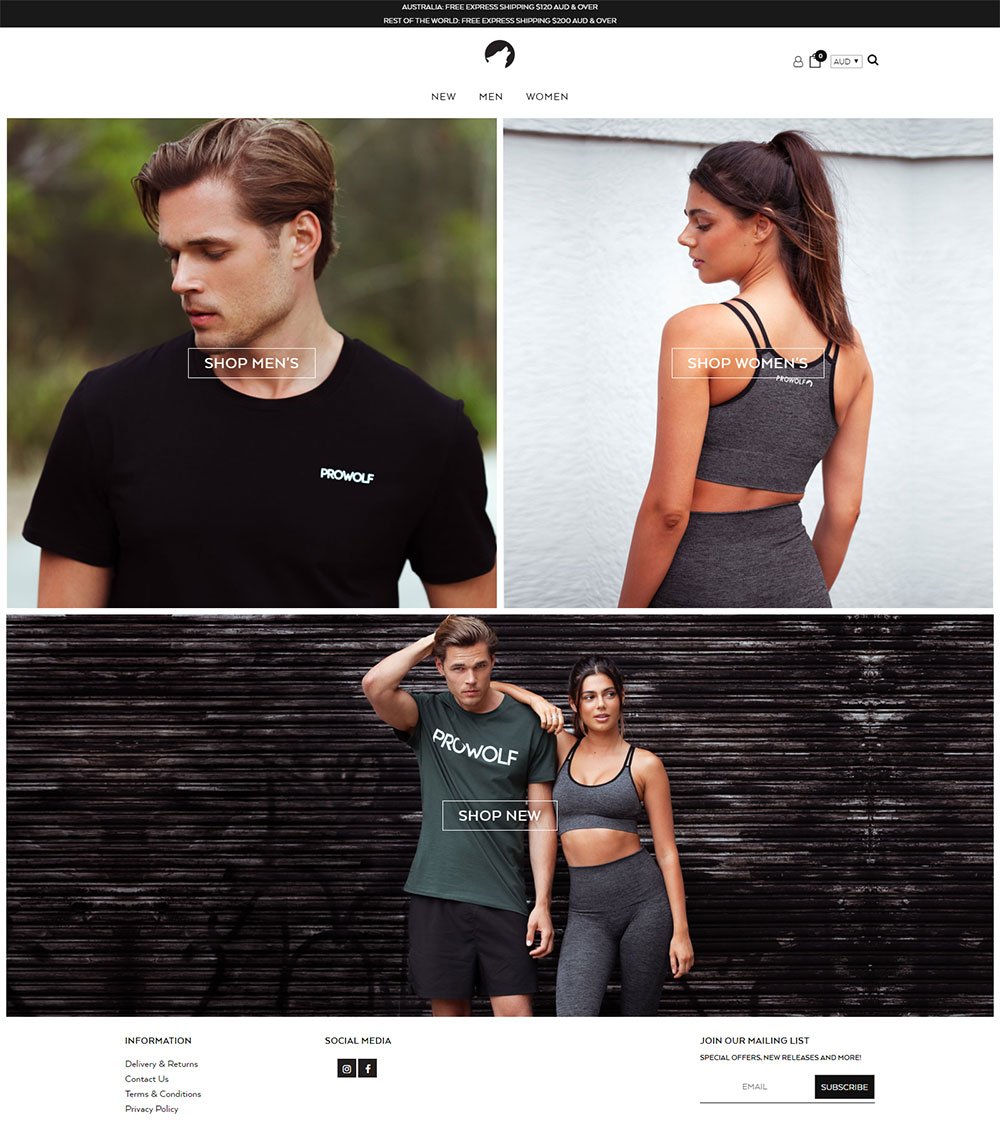 AUSTRALIA: FREE EXPRESS SHIPPING $120 AUD & OVER
REST OF THE WORLD: FREE EXPRESS SHIPPING $200 AUD & OVER
0
AUD
NEW
MEN
WOMEN
SHOP MEN'S
PROWOLF
SHOP WOMEN'S
PROWOLF
PROWOLF
SHOP NEW
INFORMATION
Delivery & Returns
Contact Us
Terms & Conditions
Privacy Policy
SOCIAL MEDIA
JOIN OUR MAILING LIST
SPECIAL OFFERS, NEW RELEASES AND MORE!
EMAIL
SUBSCRIBE